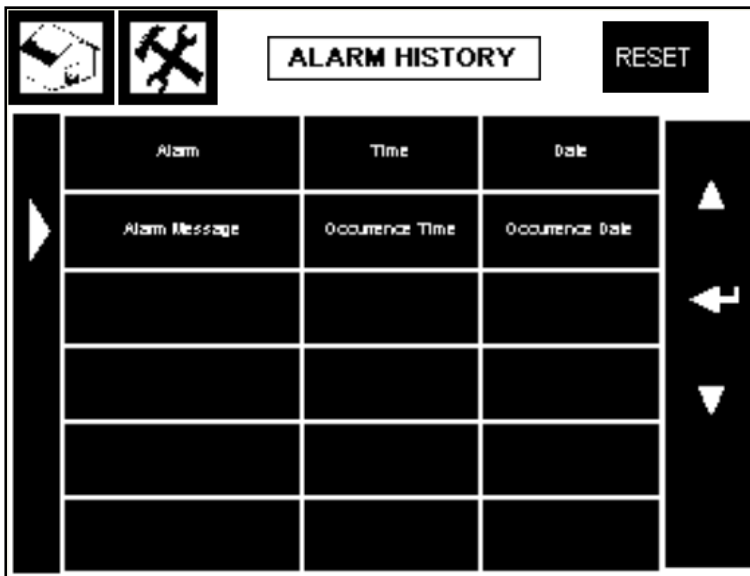 ALARM HISTORY
RESET
Alarm Time Date
Alarm Message Occurrence Time Occurrence Date